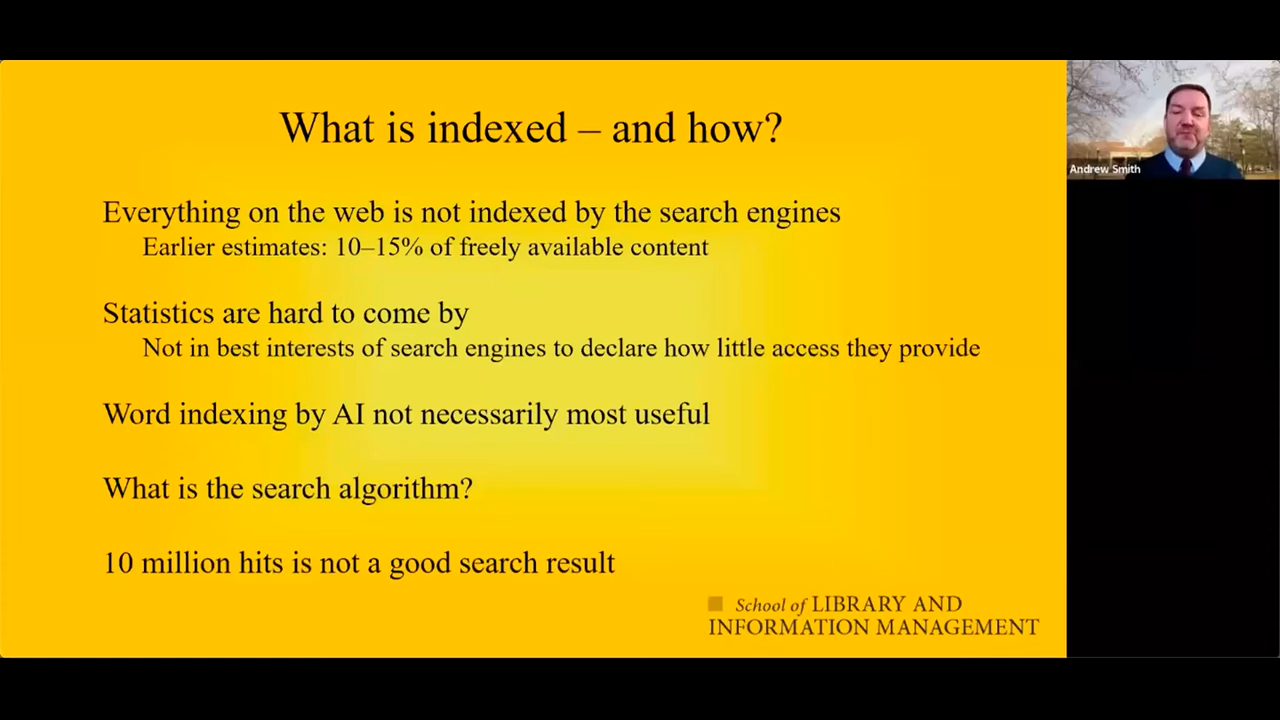 What is indexed – and how?
Everything on the web is not indexed by the search engines
Earlier estimates: 10–15% of freely available content
Statistics are hard to come by
Not in best interests of search engines to declare how little access they provide
Word indexing by AI not necessarily most useful
What is the search algorithm?
10 million hits is not a good search result
School of LIBRARY AND
INFORMATION MANAGEMENT
Andrew Smith